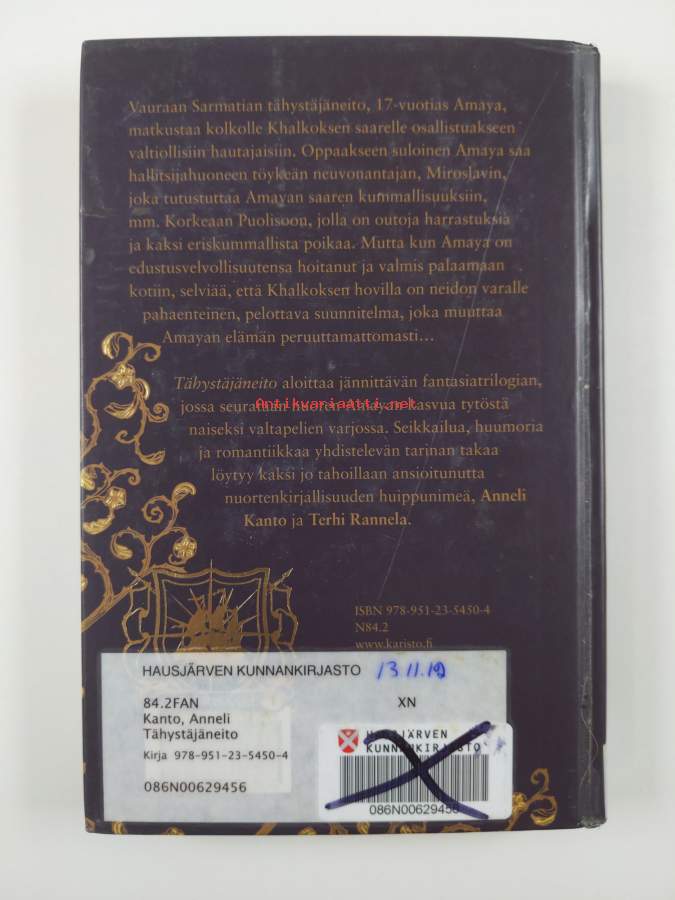 Vauraan Sarmatian tähystäjäneito, 17-vuotias Amaya,
matkustaa kolkolle Khalkoksen saarelle osallistuakseen
valtiollisiin hautajaisiin. Oppaakseen suloinen Amaya saa
hallitsijahuoneen töykeän neuvonantajan, Miroslavin,
joka tutustuttaa Amayan saaren kummallisuuksiin,
mm. Korkeaan Puolisoon, jolla on outoja harrastuksia
ja kaksi eriskummallista poikaa. Mutta kun Amaya on
edustusvelvollisuutensa hoitanut ja valmis palaamaan
kotiin, selviää, että Khalkoksen hovilla on neidon varalle
pahaenteinen, pelottava suunnitelma, joka muuttaa
Amayan elämän peruuttamattomasti...
Tähystäjäneito aloittaa jännittävän fantasiatrilogian,
Antikvariaatti.net
jossa seurataan nuoren Amayan kasvua tytöstä
naiseksi valtapelien varjossa. Seikkailua, huumoria
ja romantiikkaa yhdistelevän tarinan takaa
löytyy kaksi jo tahoillaan ansioitunutta
nuortenkirjallisuuden huippunimeä, Anneli
Kanto ja Terhi Rannela.
ISBN 978-951-23-5450-4
N84.2
www.karisto.fi
HAUSJÄRVEN KUNNANKIRJASTO 13.11.19
84.2FAN XN
Kanto, Anneli
Tähystäjäneito
Kirja 978-951-23-5450-4
086N00629456
HAUSJÄRVEN
KUNNANKIRJASTO
086N00629456